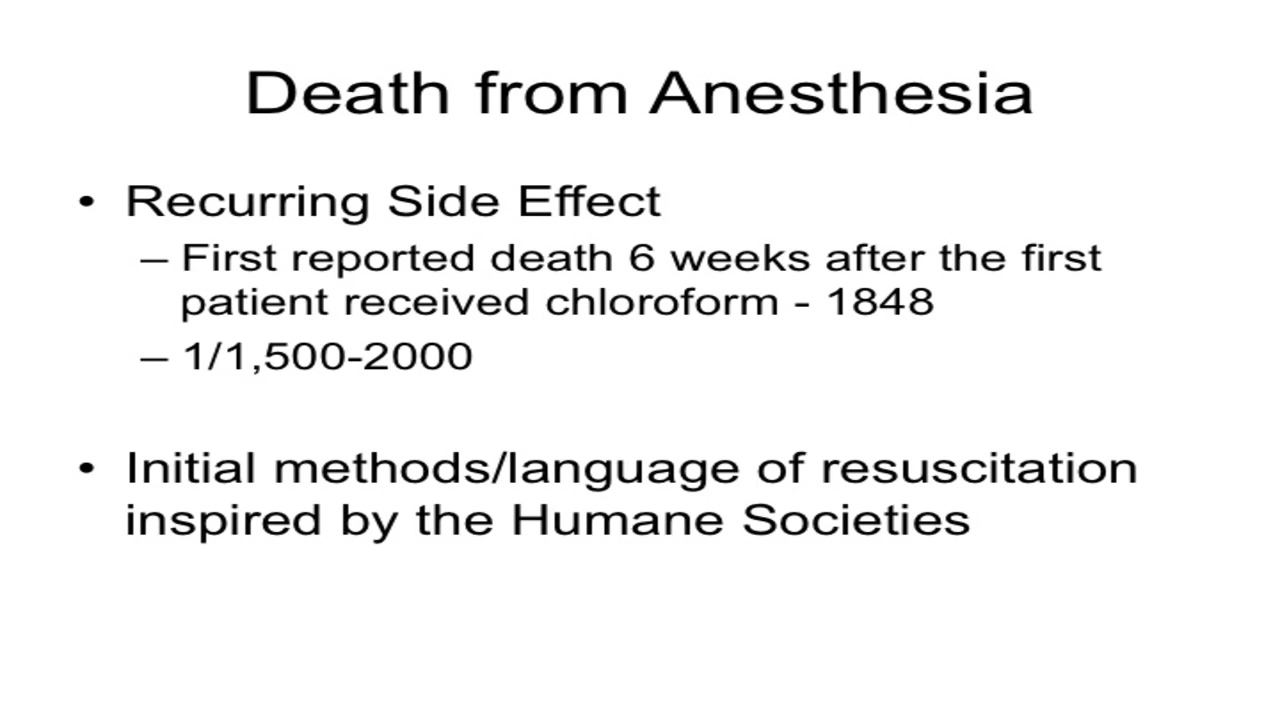 Death from Anesthesia
• Recurring Side Effect
– First reported death 6 weeks after the first
patient received chloroform - 1848
– 1/1,500-2000
• Initial methods/language of resuscitation
inspired by the Humane Societies